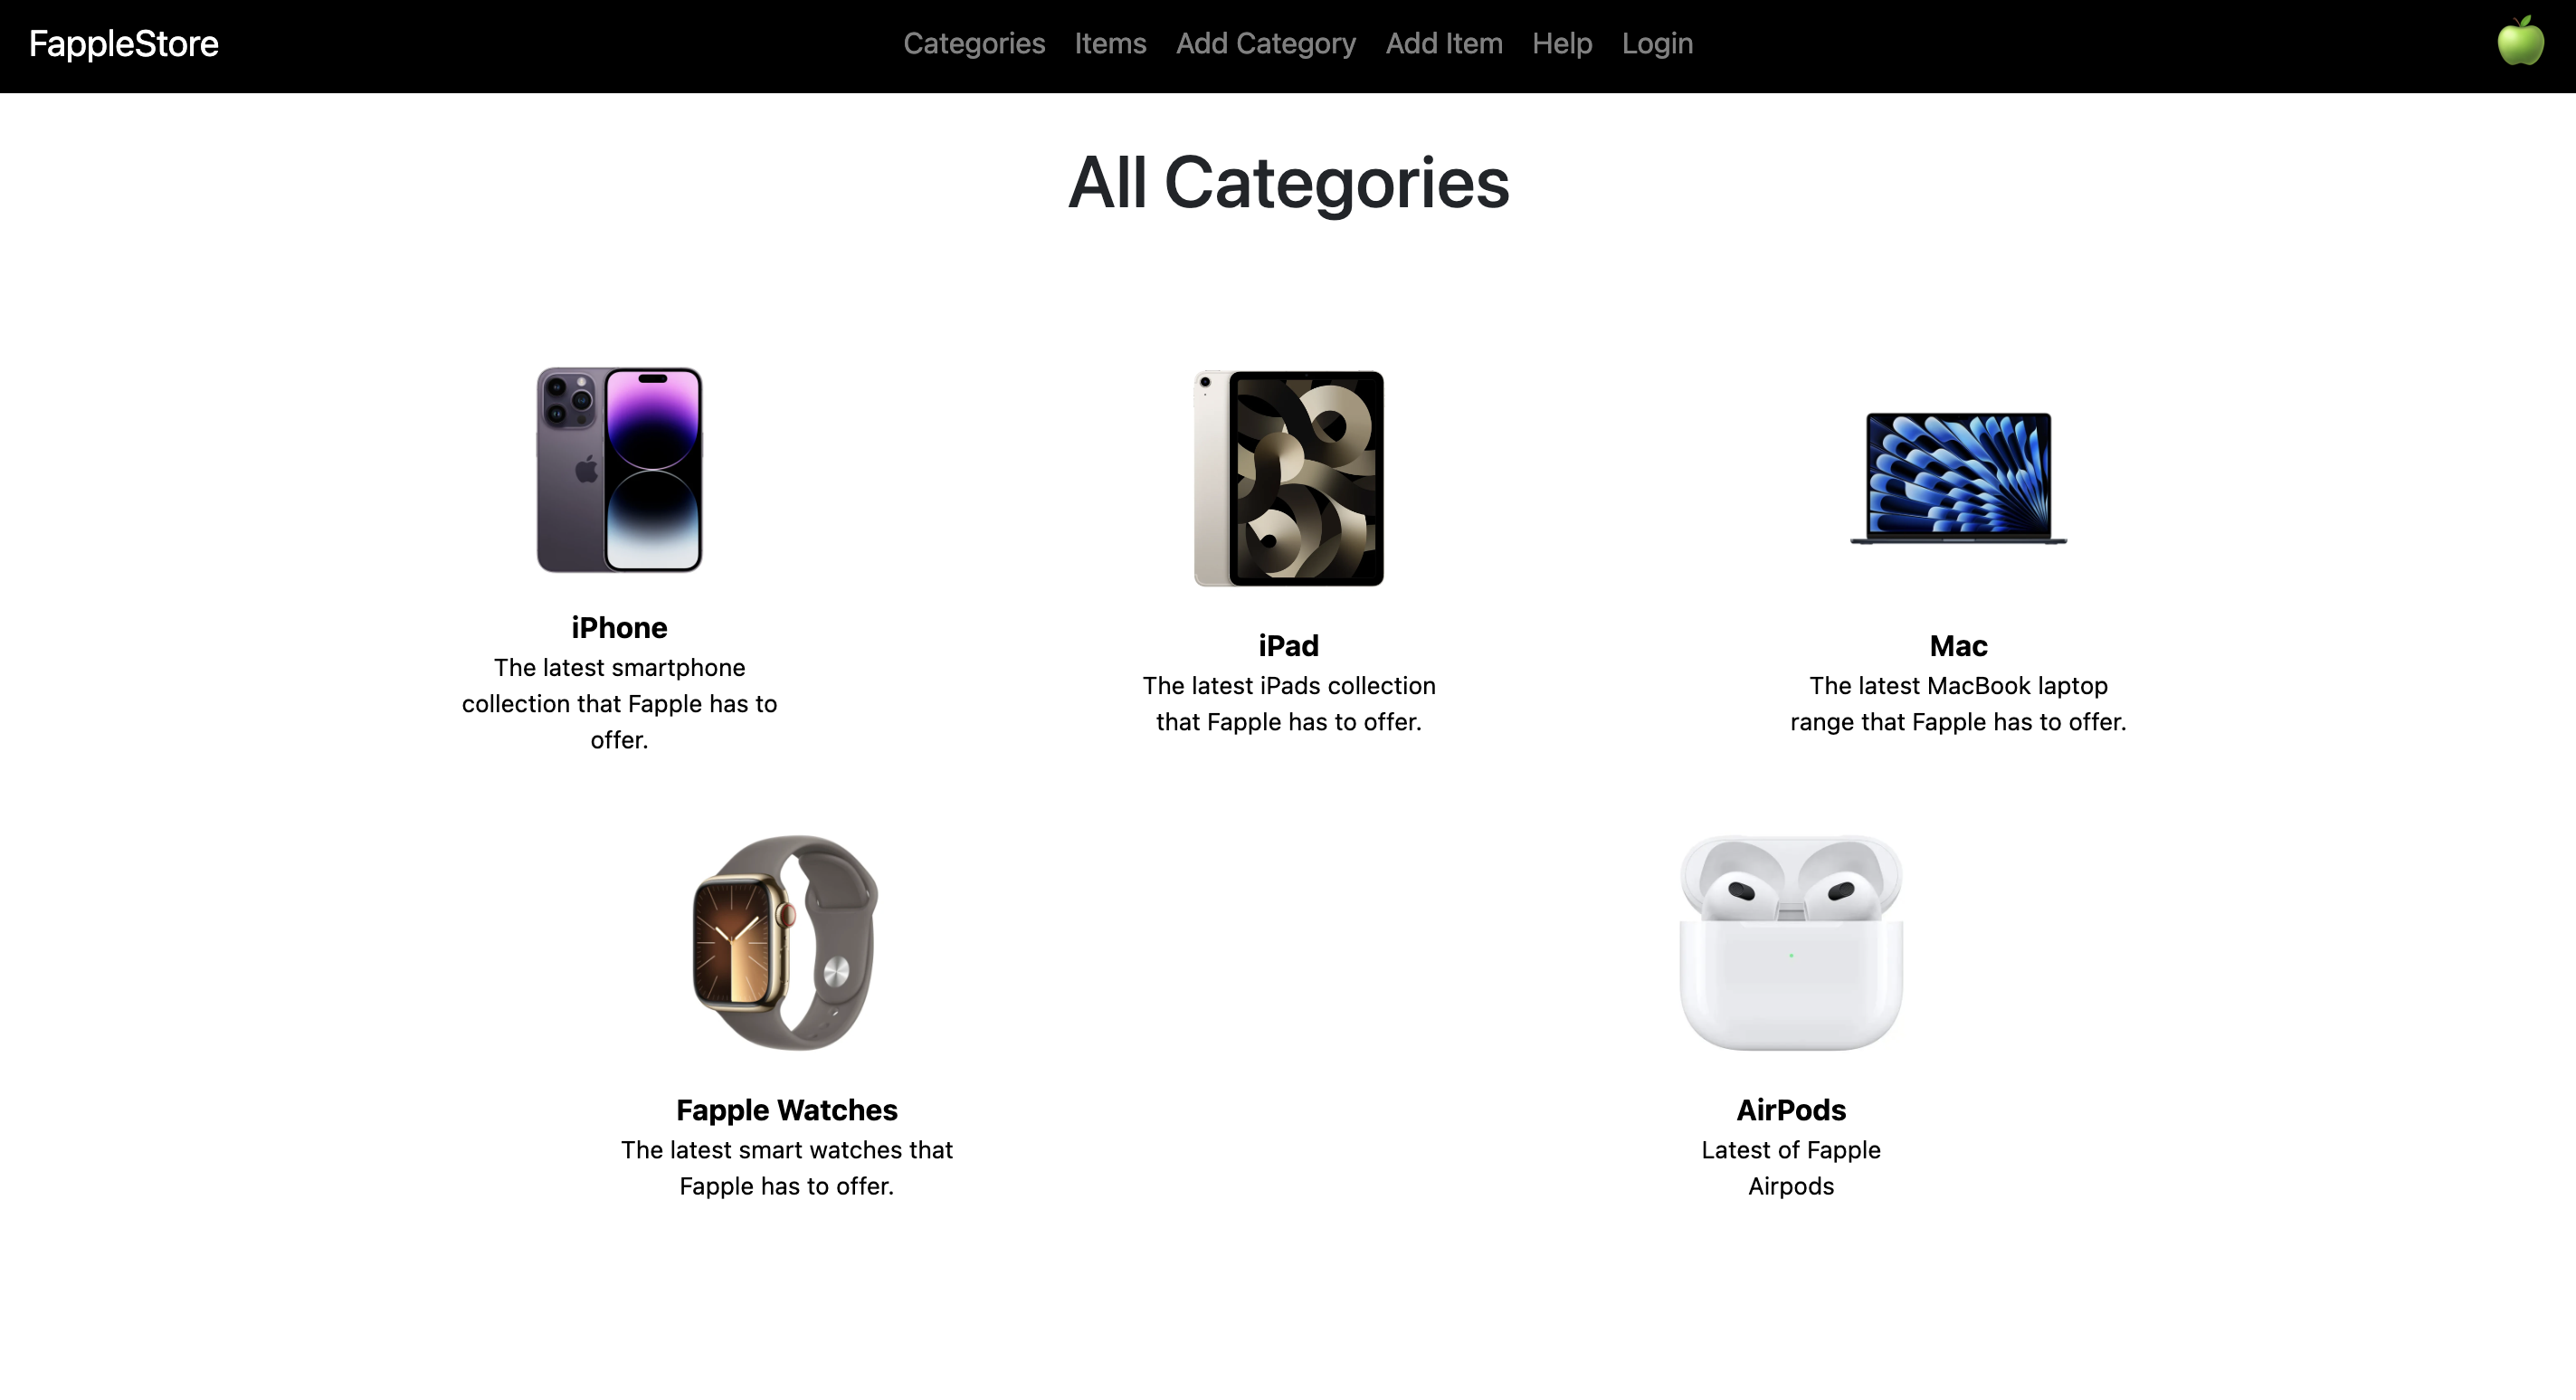 FappleStore
Categories Items Add Category Add Item Help Login
All Categories
iPhone
The latest smartphone
collection that Fapple has to
offer.
iPad
The latest iPads collection
that Fapple has to offer.
Mac
The latest MacBook laptop
range that Fapple has to offer.
Fapple Watches
The latest smart watches that
Fapple has to offer.
AirPods
Latest of Fapple
Airpods